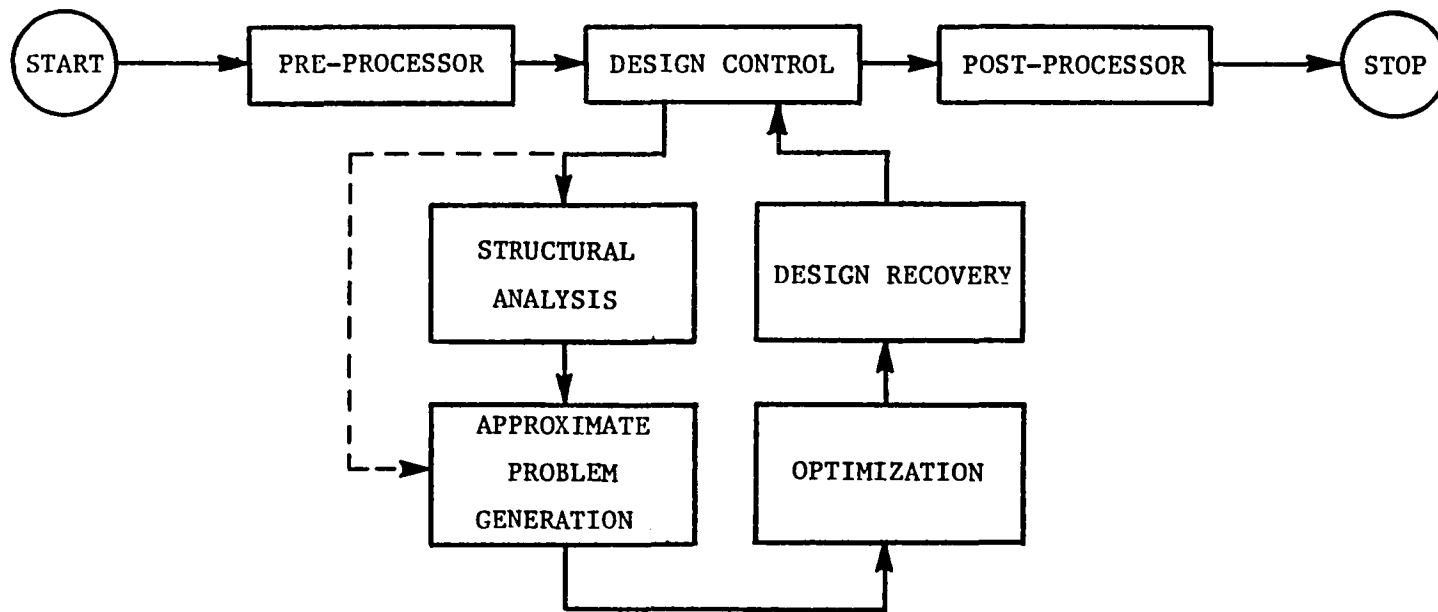 START
PRE-PROCESSOR
DESIGN CONTROL
POST-PROCESSOR
STOP
STRUCTURAL
ANALYSIS
DESIGN RECOVERY
APPROXIMATE
PROBLEM
GENERATION
OPTIMIZATION